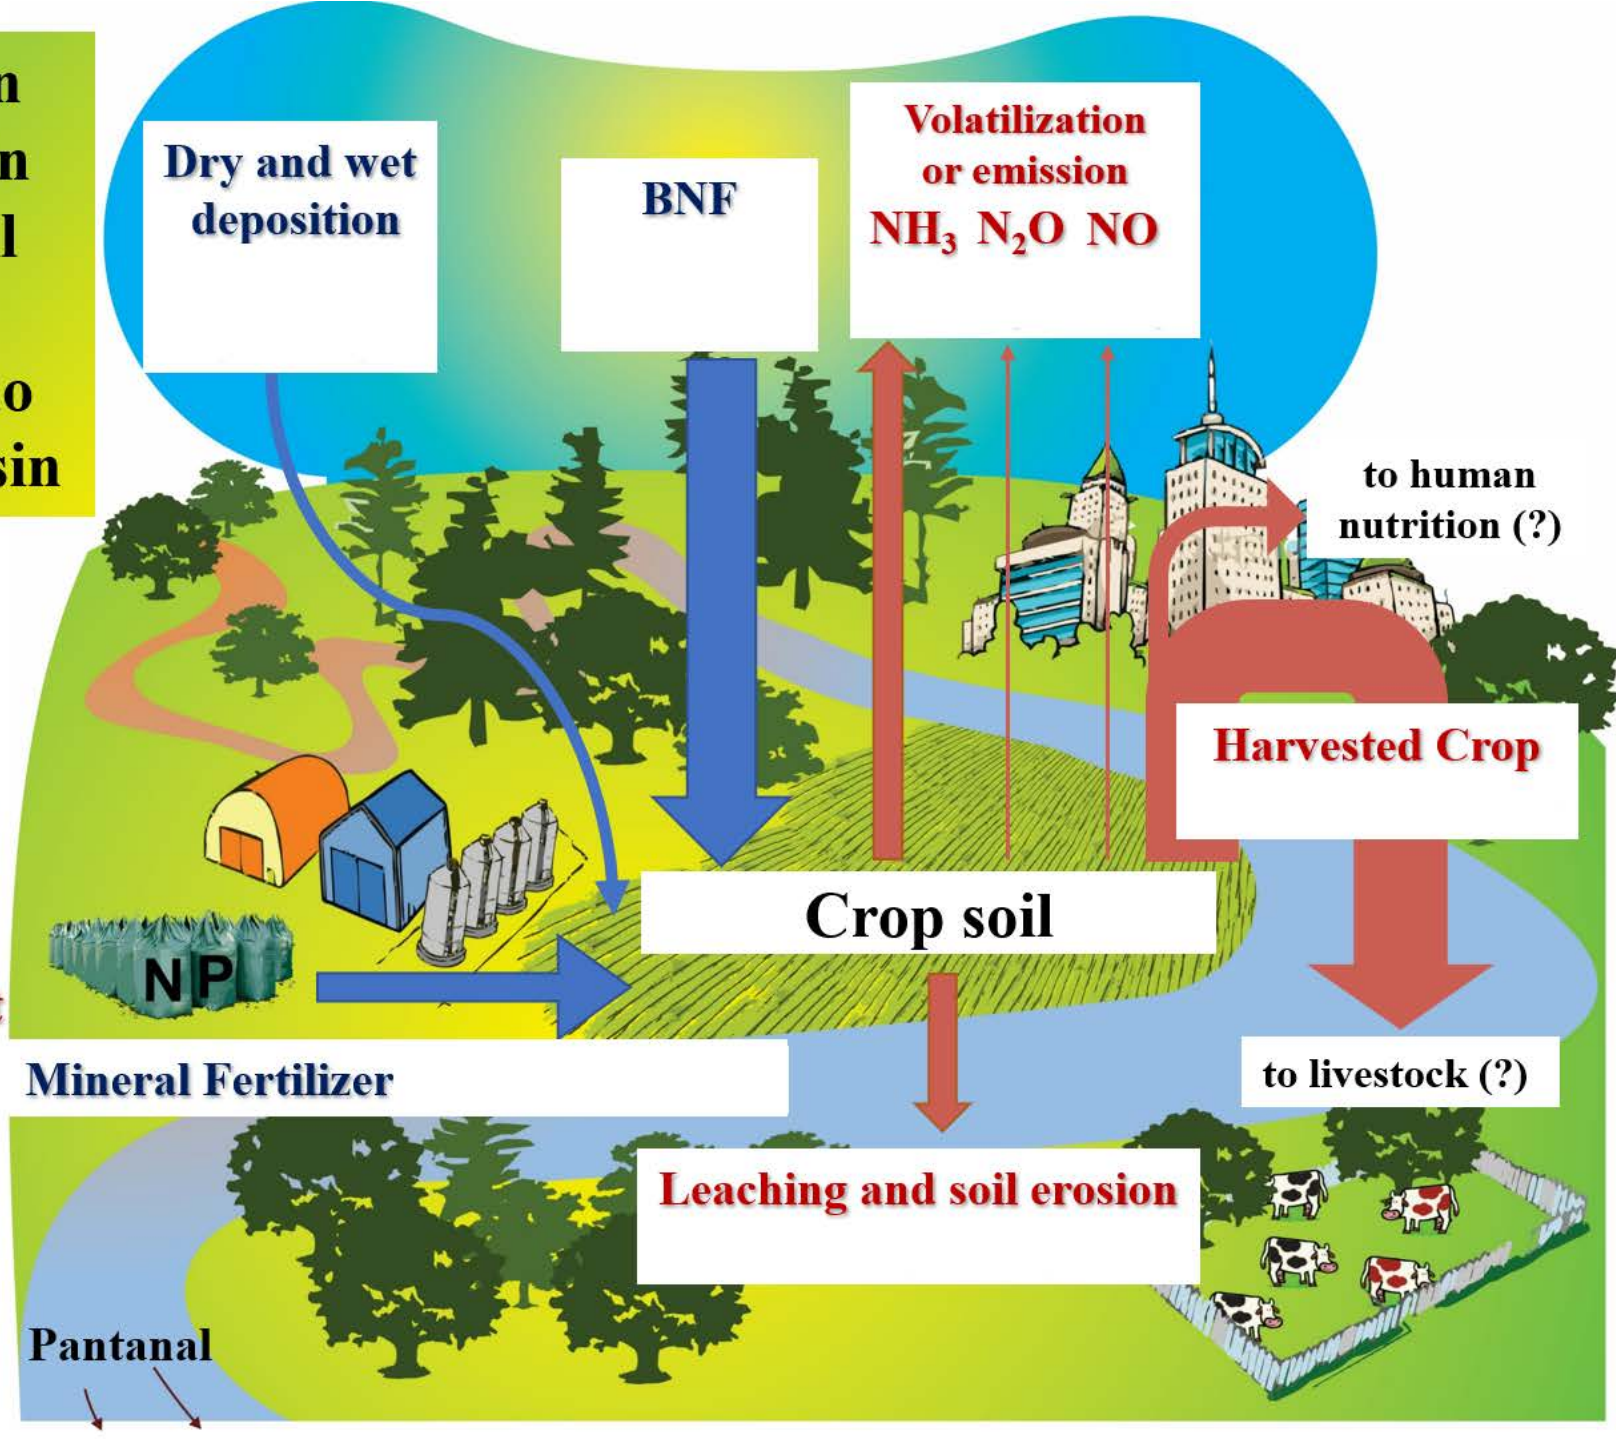 Dry and wet
deposition
BNF
Volatilization
or emission
NH₃ N₂O NO
to human
nutrition (?)
Harvested Crop
Crop soil
N P
Mineral Fertilizer
to livestock (?)
Leaching and soil erosion
Pantanal